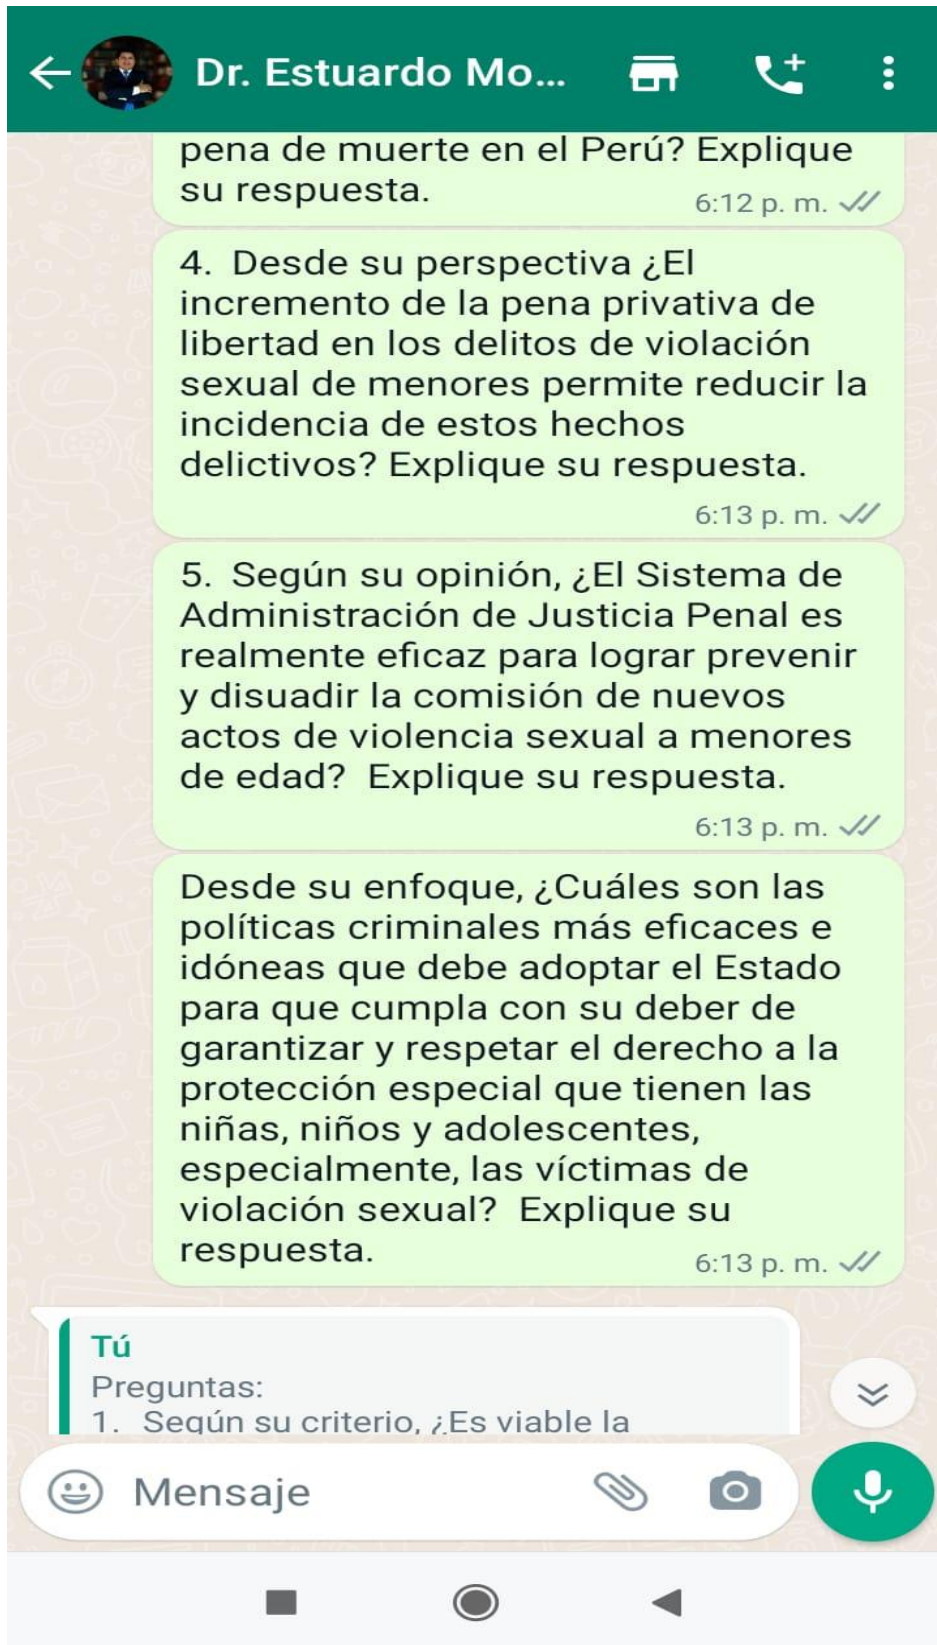 Dr. Estuardo Mo...
pena de muerte en el Perú? Explique
su respuesta.
6:12 p. m.
4. Desde su perspectiva ¿El
incremento de la pena privativa de
libertad en los delitos de violación
sexual de menores permite reducir la
incidencia de estos hechos
delictivos? Explique su respuesta.
6:13 p. m.
5. Según su opinión, ¿El Sistema de
Administración de Justicia Penal es
realmente eficaz para lograr prevenir
y disuadir la comisión de nuevos
actos de violencia sexual a menores
de edad?  Explique su respuesta.
6:13 p. m.
Desde su enfoque, ¿Cuáles son las
políticas criminales más eficaces e
idóneas que debe adoptar el Estado
para que cumpla con su deber de
garantizar y respetar el derecho a la
protección especial que tienen las
niñas, niños y adolescentes,
especialmente, las víctimas de
violación sexual?  Explique su
respuesta.
6:13 p. m.
Tú
Preguntas:
1. Según su criterio, ¿Es viable la
Mensaje